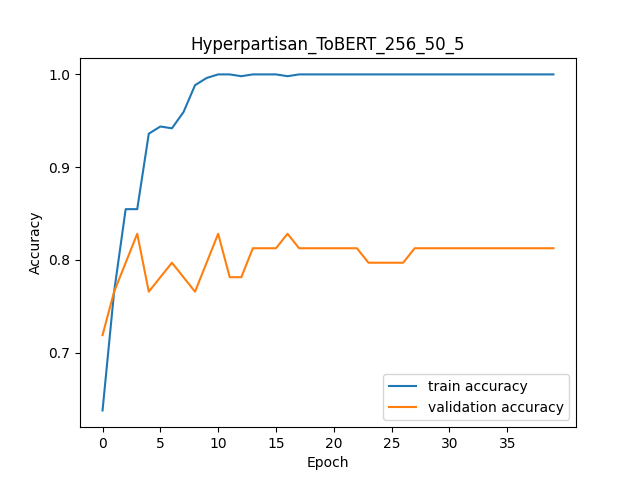 Hyperpartisan_ToBERT_256_50_5
1.0
0.9
0.8
0.7
Accuracy
train accuracy
validation accuracy
0 5 10 15 20 25 30 35
Epoch